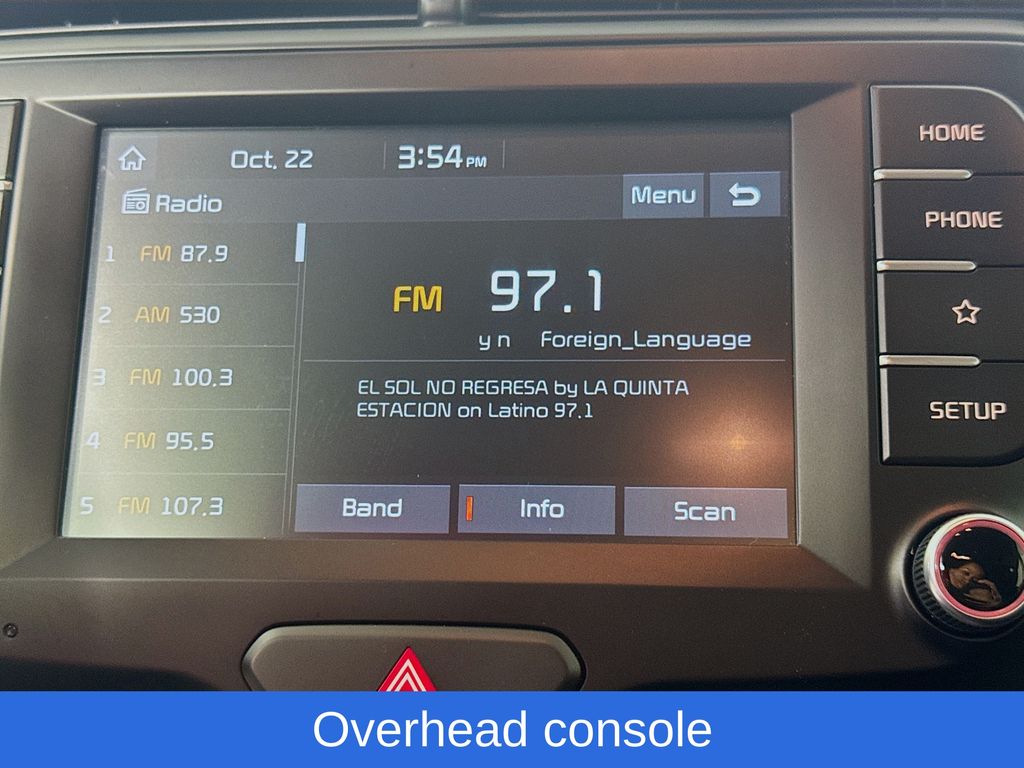 Oct. 22 3:54 PM
Radio Menu
1 FM 87.9
2 AM 530
3 FM 100.3
4 FM 95.5
5 FM 107.3
FM 97.1
y n Foreign_Language
EL SOL NO REGRESA by LA QUINTA
ESTACION on Latino 97.1
Band Info Scan
HOME
PHONE
SETUP
Overhead console